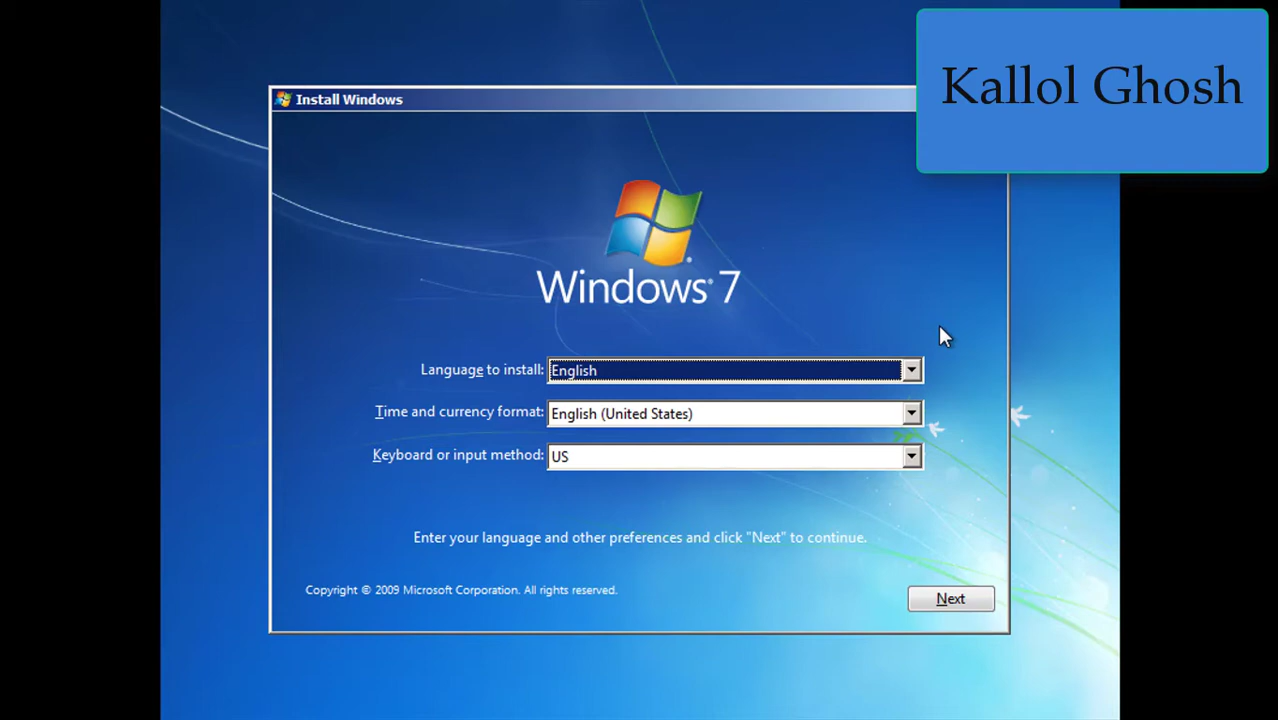 Kallol Ghosh
Install Windows
Windows® 7
Language to install: English
Time and currency format: English (United States)
Keyboard or input method: US
Enter your language and other preferences and click "Next" to continue.
Copyright © 2009 Microsoft Corporation. All rights reserved.
Next